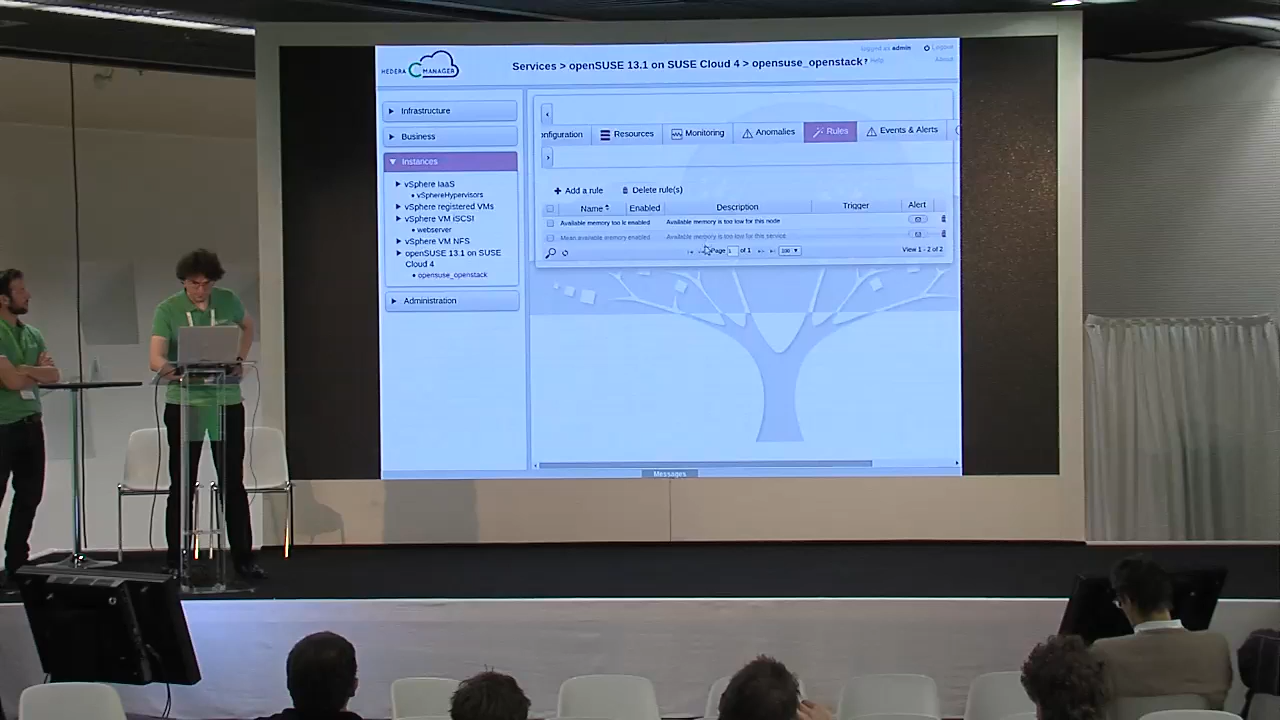 HEDERA MANAGER
logged as admin
Logout
Services > openSUSE 13.1 on SUSE Cloud 4 > opensuse_openstack ? Help
About
Infrastructure
Business
Instances
vSphere IaaS
vSphereHypervisors
vSphere registered VMs
vSphere VM iSCSI
webserver
vSphere VM NFS
openSUSE 13.1 on SUSE
Cloud 4
opensuse_openstack
Administration
nfiguration Resources Monitoring Anomalies Rules Events & Alerts
Add a rule Delete rule(s)
Name Enabled Description Trigger Alert
Available memory too lc enabled Available memory is too low for this node
Mean available memory enabled Available memory is too low for this service
Page 1 of 1 100 View 1 - 2 of 2
Messages